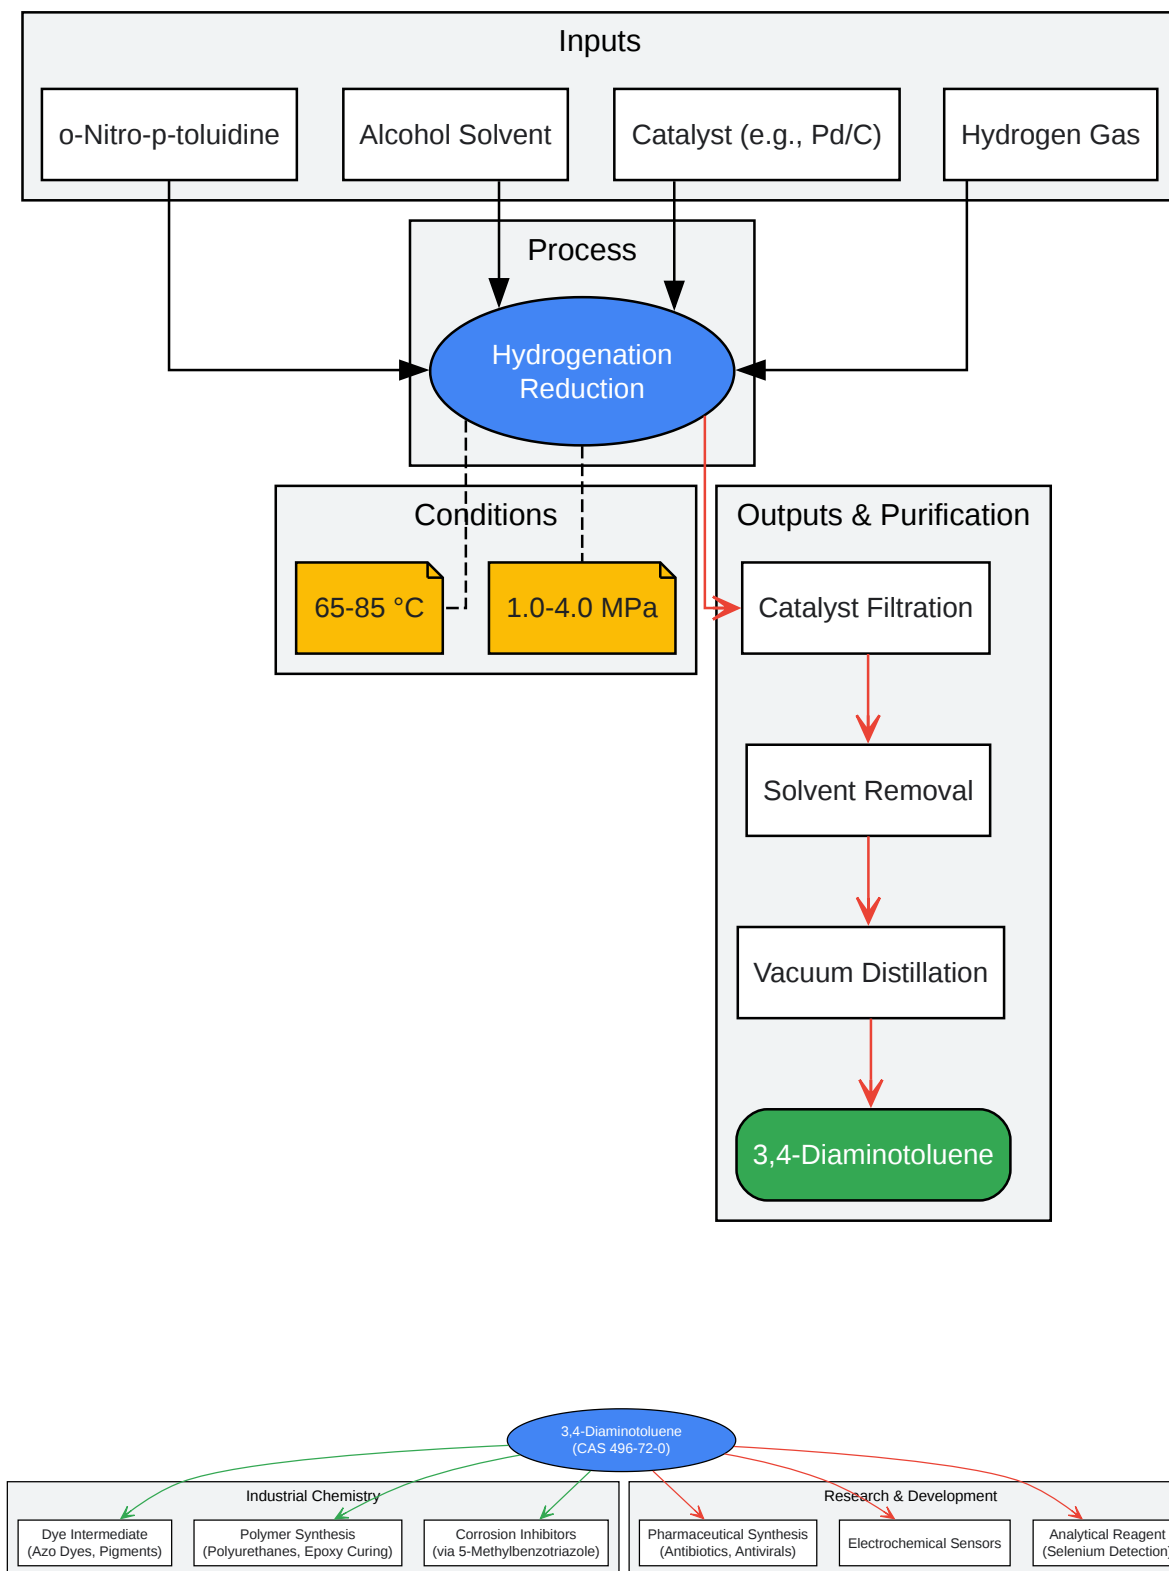 Inputs
o-Nitro-p-toluidine
Alcohol Solvent
Catalyst (e.g., Pd/C)
Hydrogen Gas
Process
Hydrogenation
Reduction
Conditions
65-85 °C
1.0-4.0 MPa
Outputs & Purification
Catalyst Filtration
Solvent Removal
Vacuum Distillation
3,4-Diaminotoluene
3,4-Diaminotoluene
(CAS 496-72-0)
Industrial Chemistry
Dye Intermediate
(Azo Dyes, Pigments)
Polymer Synthesis
(Polyurethanes, Epoxy Curing)
Corrosion Inhibitors
(via 5-Methylbenzotriazole)
Research & Development
Pharmaceutical Synthesis
(Antibiotics, Antivirals)
Electrochemical Sensors
Analytical Reagent
(Selenium Detection)